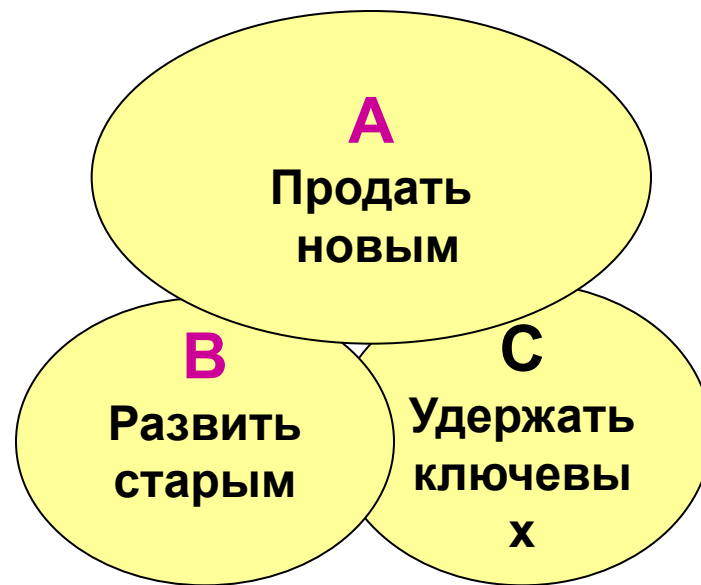 A
Продать
новым
B
Развить
старым
C
Удержать
ключевы
х